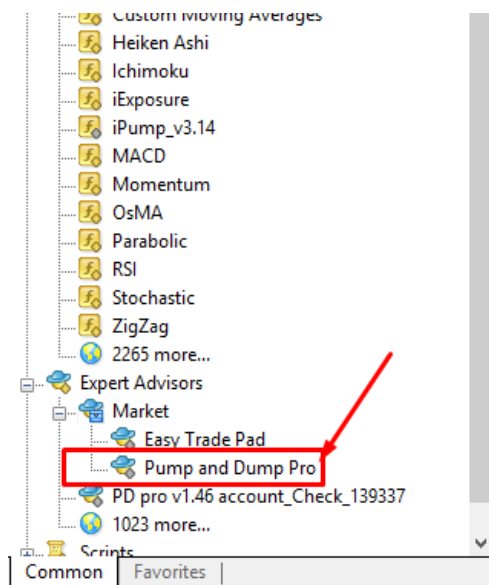 Custom Moving Averages
Heiken Ashi
Ichimoku
iExposure
iPump_v3.14
MACD
Momentum
OsMA
Parabolic
RSI
Stochastic
ZigZag
2265 more...
Expert Advisors
Market
Easy Trade Pad
Pump and Dump Pro
PD pro v1.46 account_Check_139337
1023 more...
Scripts
Common Favorites